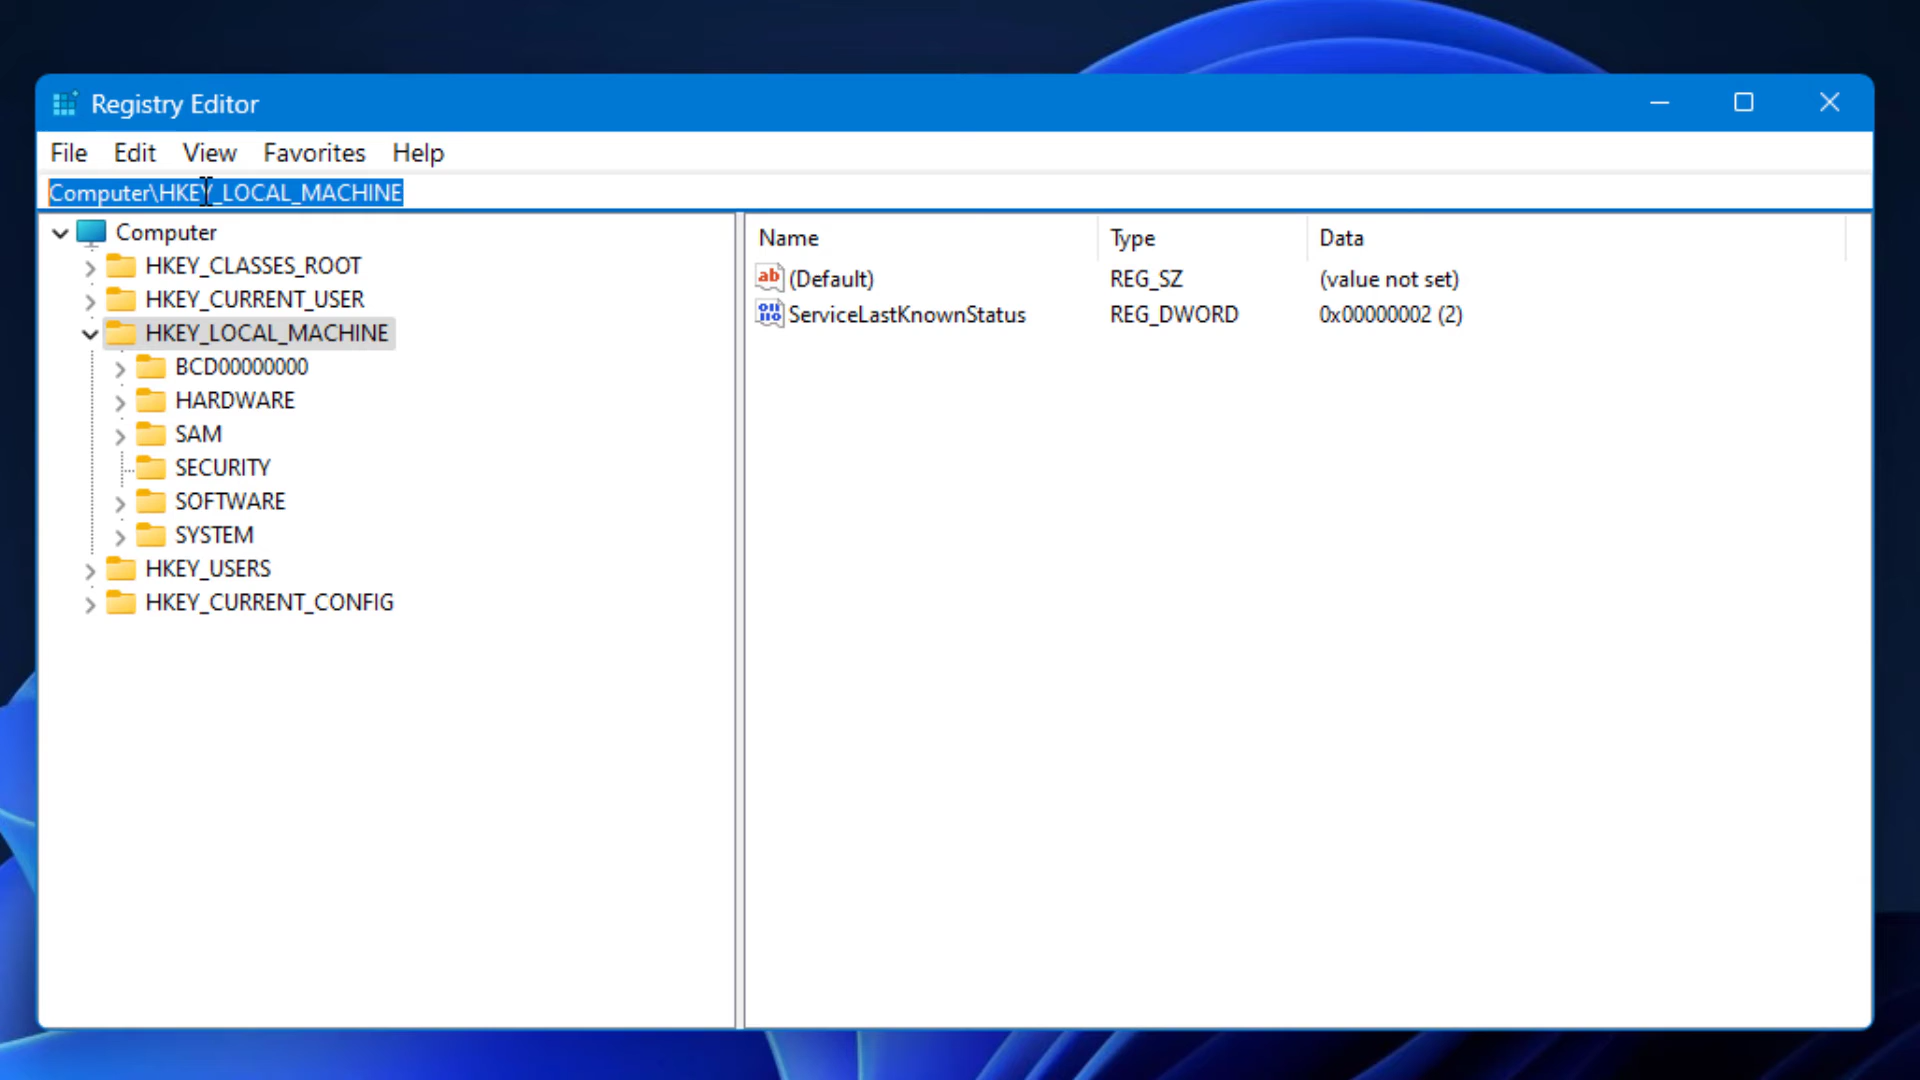 Registry Editor
File Edit View Favorites Help
Computer\HKEY_LOCAL_MACHINE
Computer
HKEY_CLASSES_ROOT
HKEY_CURRENT_USER
HKEY_LOCAL_MACHINE
BCD00000000
HARDWARE
SAM
SECURITY
SOFTWARE
SYSTEM
HKEY_USERS
HKEY_CURRENT_CONFIG
Name Type Data
ab (Default) REG_SZ (value not set)
ServiceLastKnownStatus REG_DWORD 0x00000002 (2)